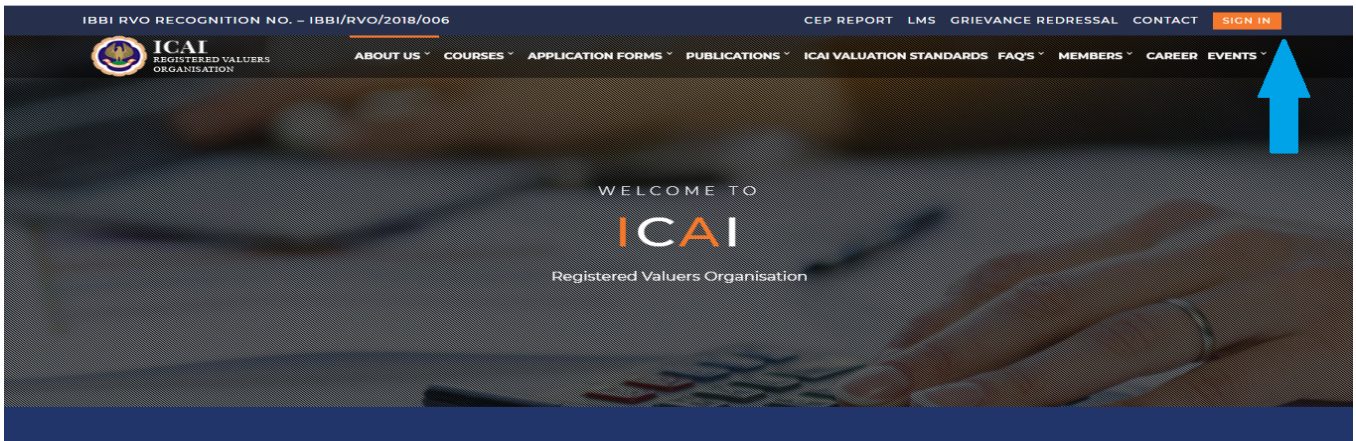 IBBI RVO RECOGNITION NO. – IBBI/RVO/2018/006 CEP REPORT LMS GRIEVANCE REDRESSAL CONTACT SIGN IN
ICAI
REGISTERED VALUERS
ORGANISATION
ABOUT US COURSES APPLICATION FORMS PUBLICATIONS ICAI VALUATION STANDARDS FAQ'S MEMBERS CAREER EVENTS
WELCOME TO
ICAI
Registered Valuers Organisation